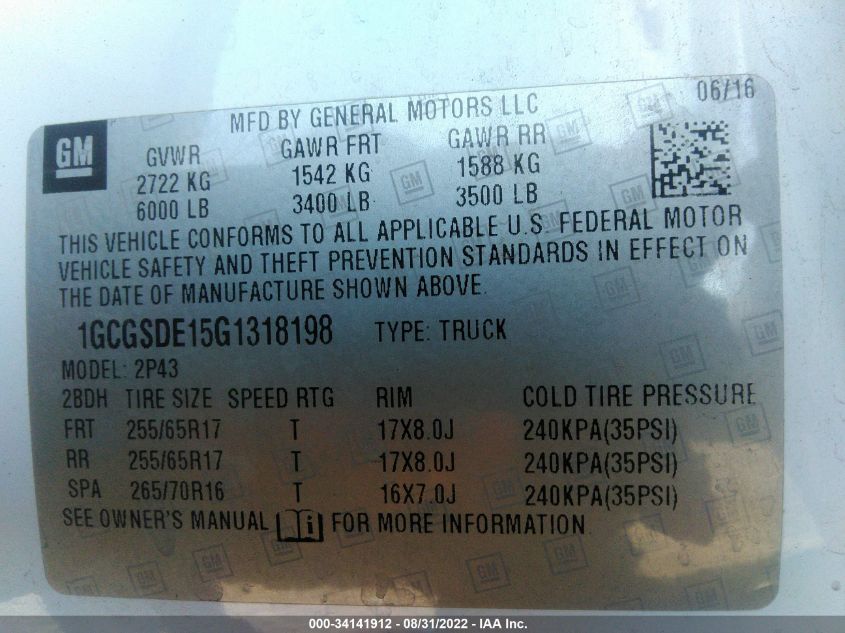 06/16
MFD BY GENERAL MOTORS LLC
GM
GVWR GAWR FRT GAWR RR
2722 KG 1542 KG 1588 KG
6000 LB 3400 LB 3500 LB
THIS VEHICLE CONFORMS TO ALL APPLICABLE U.S. FEDERAL MOTOR
VEHICLE SAFETY AND THEFT PREVENTION STANDARDS IN EFFECT ON
THE DATE OF MANUFACTURE SHOWN ABOVE.
1GCGSDE15G1318198 TYPE: TRUCK
MODEL: 2P43
2BDH TIRE SIZE SPEED RTG RIM COLD TIRE PRESSURE
FRT 255/65R17 T 17X8.0J 240KPA(35PSI)
RR 255/65R17 T 17X8.0J 240KPA(35PSI)
SPA 265/70R16 T 16X7.0J 240KPA(35PSI)
SEE OWNER'S MANUAL i FOR MORE INFORMATION.
000-34141912 - 08/31/2022 - IAA Inc.